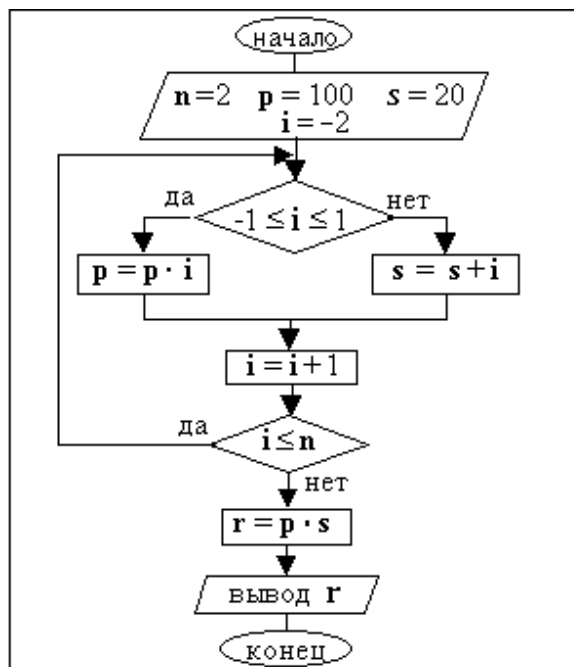 начало
n=2 p=100 s=20
i=-2
да
нет
-1 ≤ i ≤ 1
p = p · i
s = s+i
i = i+1
да
i ≤ n
нет
r = p · s
вывод r
конец